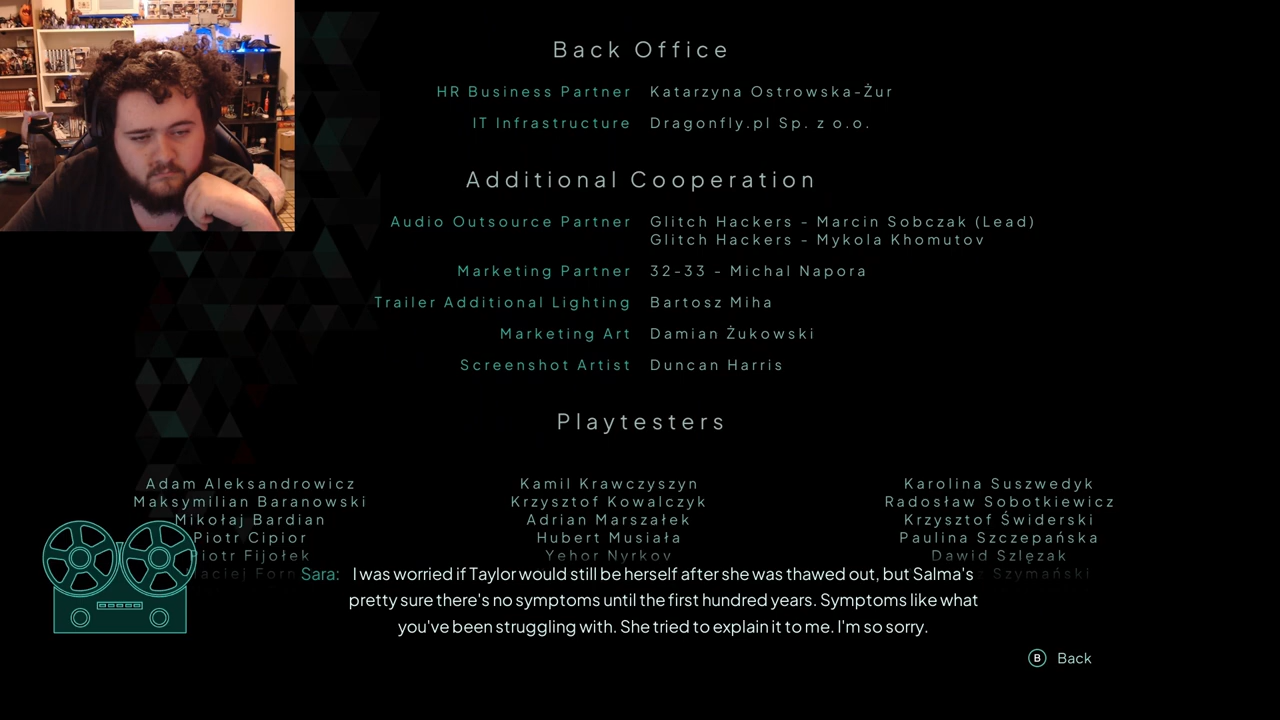 Back Office
HR Business Partner Katarzyna Ostrowska-Żur
IT Infrastructure Dragonfly.pl Sp. z o.o.
Additional Cooperation
Audio Outsource Partner Glitch Hackers - Marcin Sobczak (Lead)
Glitch Hackers - Mykola Khomutov
Marketing Partner 32-33 - Michal Napora
Trailer Additional Lighting Bartosz Miha
Marketing Art Damian Żukowski
Screenshot Artist Duncan Harris
Playtesters
Adam Aleksandrowicz Kamil Krawczyszyn Karolina Suszwedyk
Maksymilian Baranowski Krzysztof Kowalczyk Radosław Sobotkiewicz
Mikołaj Bardian Adrian Marszałek Krzysztof Świderski
Piotr Cipior Hubert Musiała Paulina Szczepańska
Piotr Fijołek Yehor Nyrkov Dawid Szlęzak
Szymański
Sara: I was worried if Taylor would still be herself after she was thawed out, but Salma's
pretty sure there's no symptoms until the first hundred years. Symptoms like what
you've been struggling with. She tried to explain it to me. I'm so sorry.
B Back